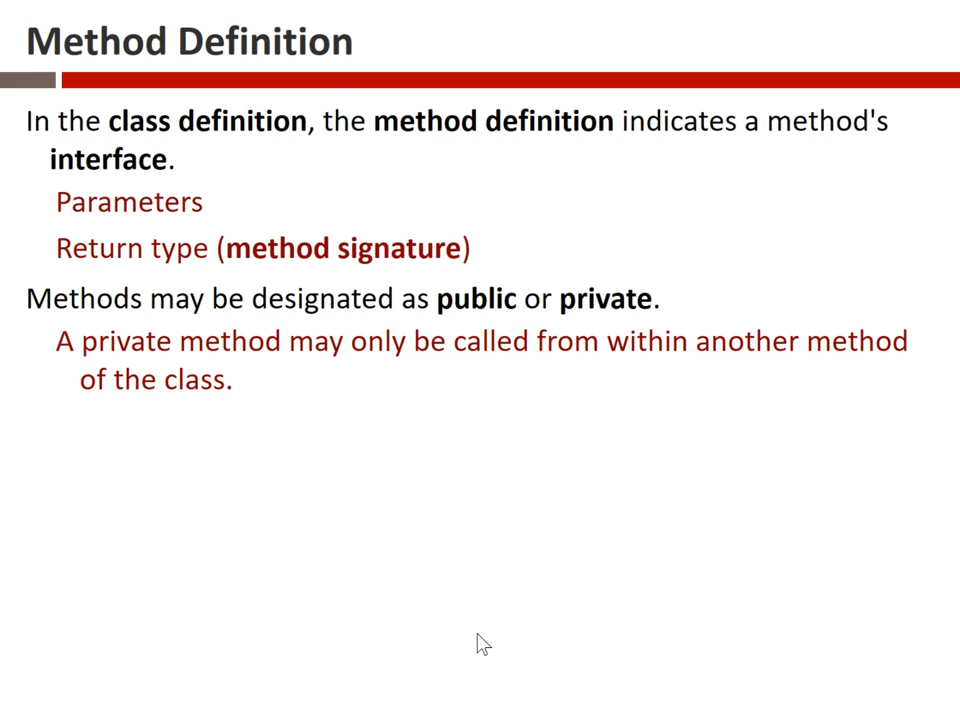 Method Definition
In the class definition, the method definition indicates a method's
interface.
Parameters
Return type (method signature)
Methods may be designated as public or private.
A private method may only be called from within another method
of the class.